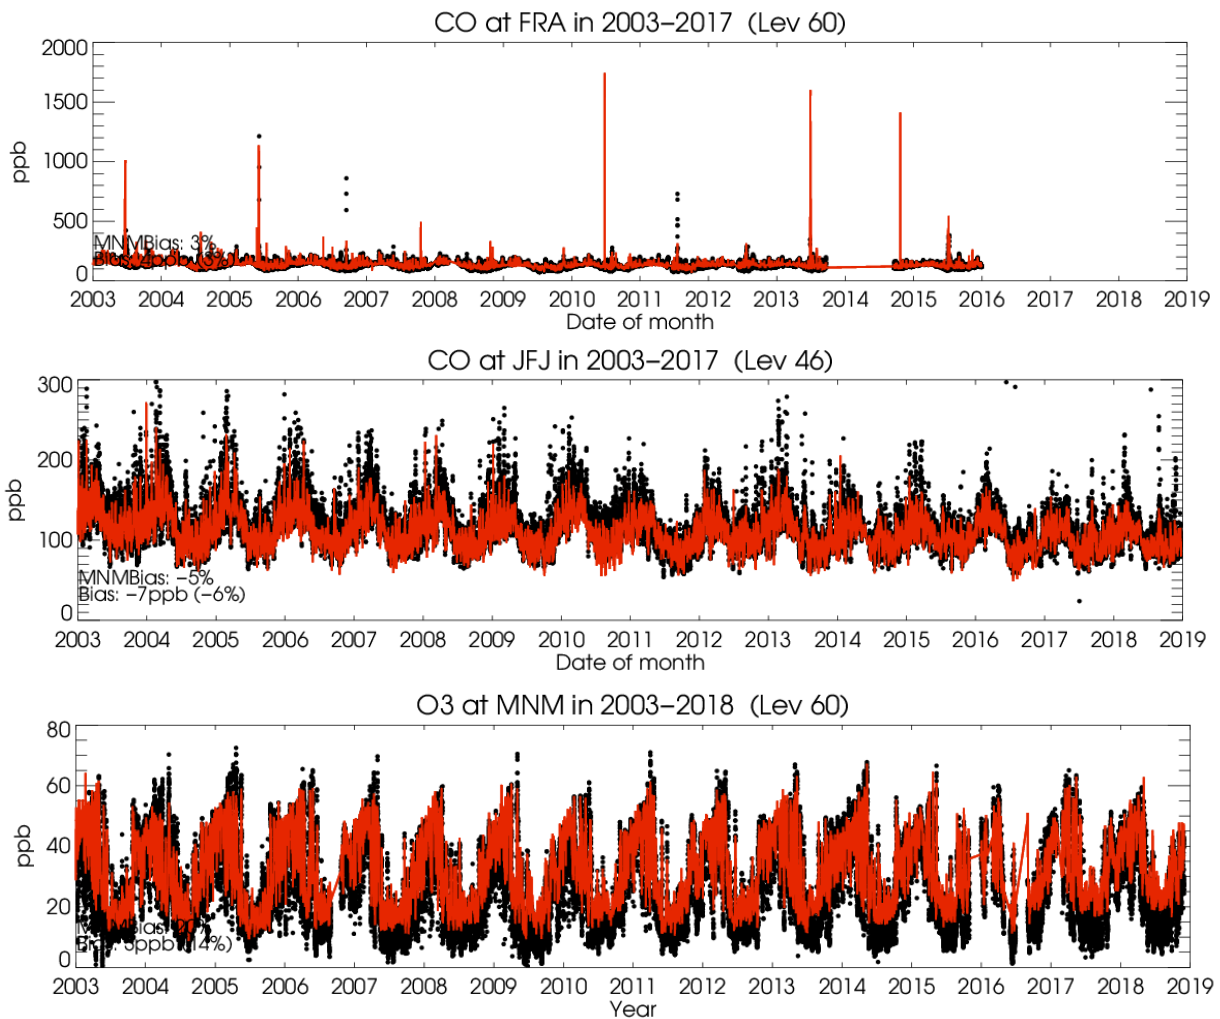 CO at FRA in 2003–2017 (Lev 60)
2000
1500
1000
500
0
ppb
MNMBias: 3%
2003 2004 2005 2006 2007 2008 2009 2010 2011 2012 2013 2014 2015 2016 2017 2018 2019
Date of month
CO at JFJ in 2003–2017 (Lev 46)
300
200
100
0
ppb
MNMBias: –5%
Bias: –7ppb (–6%)
2003 2004 2005 2006 2007 2008 2009 2010 2011 2012 2013 2014 2015 2016 2017 2018 2019
Date of month
O3 at MNM in 2003–2018 (Lev 60)
80
60
40
20
0
ppb
2003 2004 2005 2006 2007 2008 2009 2010 2011 2012 2013 2014 2015 2016 2017 2018 2019
Year